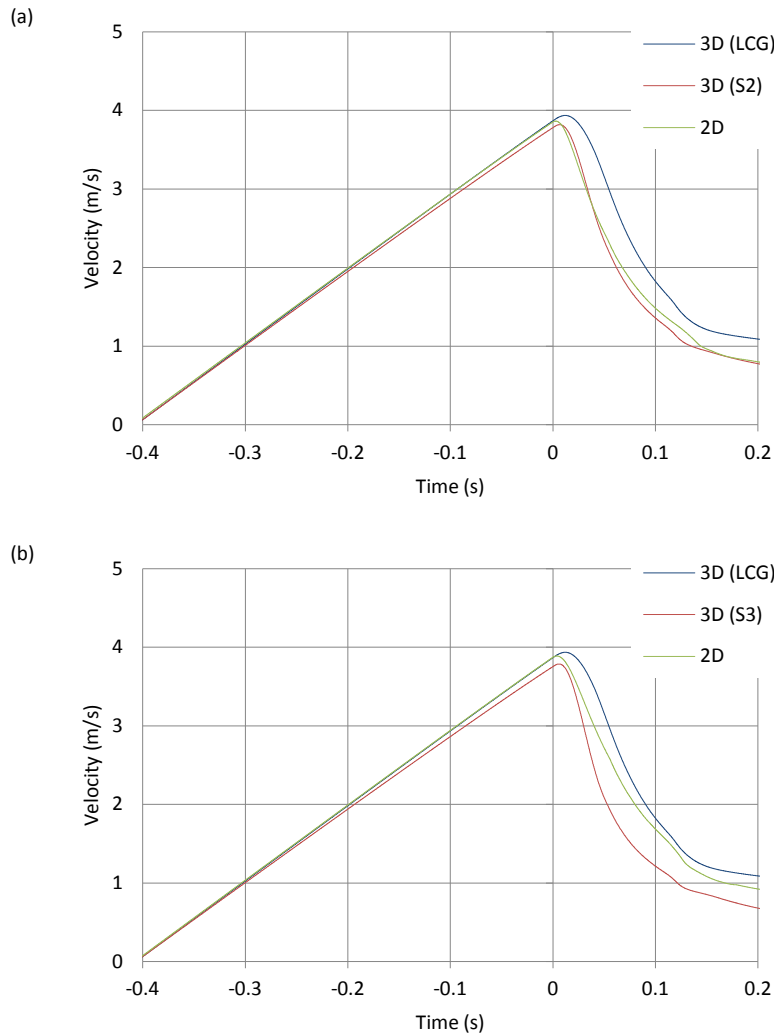 (a)
5
4
3
2
1
0
Velocity (m/s)
-0.4 -0.3 -0.2 -0.1 0 0.1 0.2
Time (s)
3D (LCG)
3D (S2)
2D
(b)
5
4
3
2
1
0
Velocity (m/s)
-0.4 -0.3 -0.2 -0.1 0 0.1 0.2
Time (s)
3D (LCG)
3D (S3)
2D